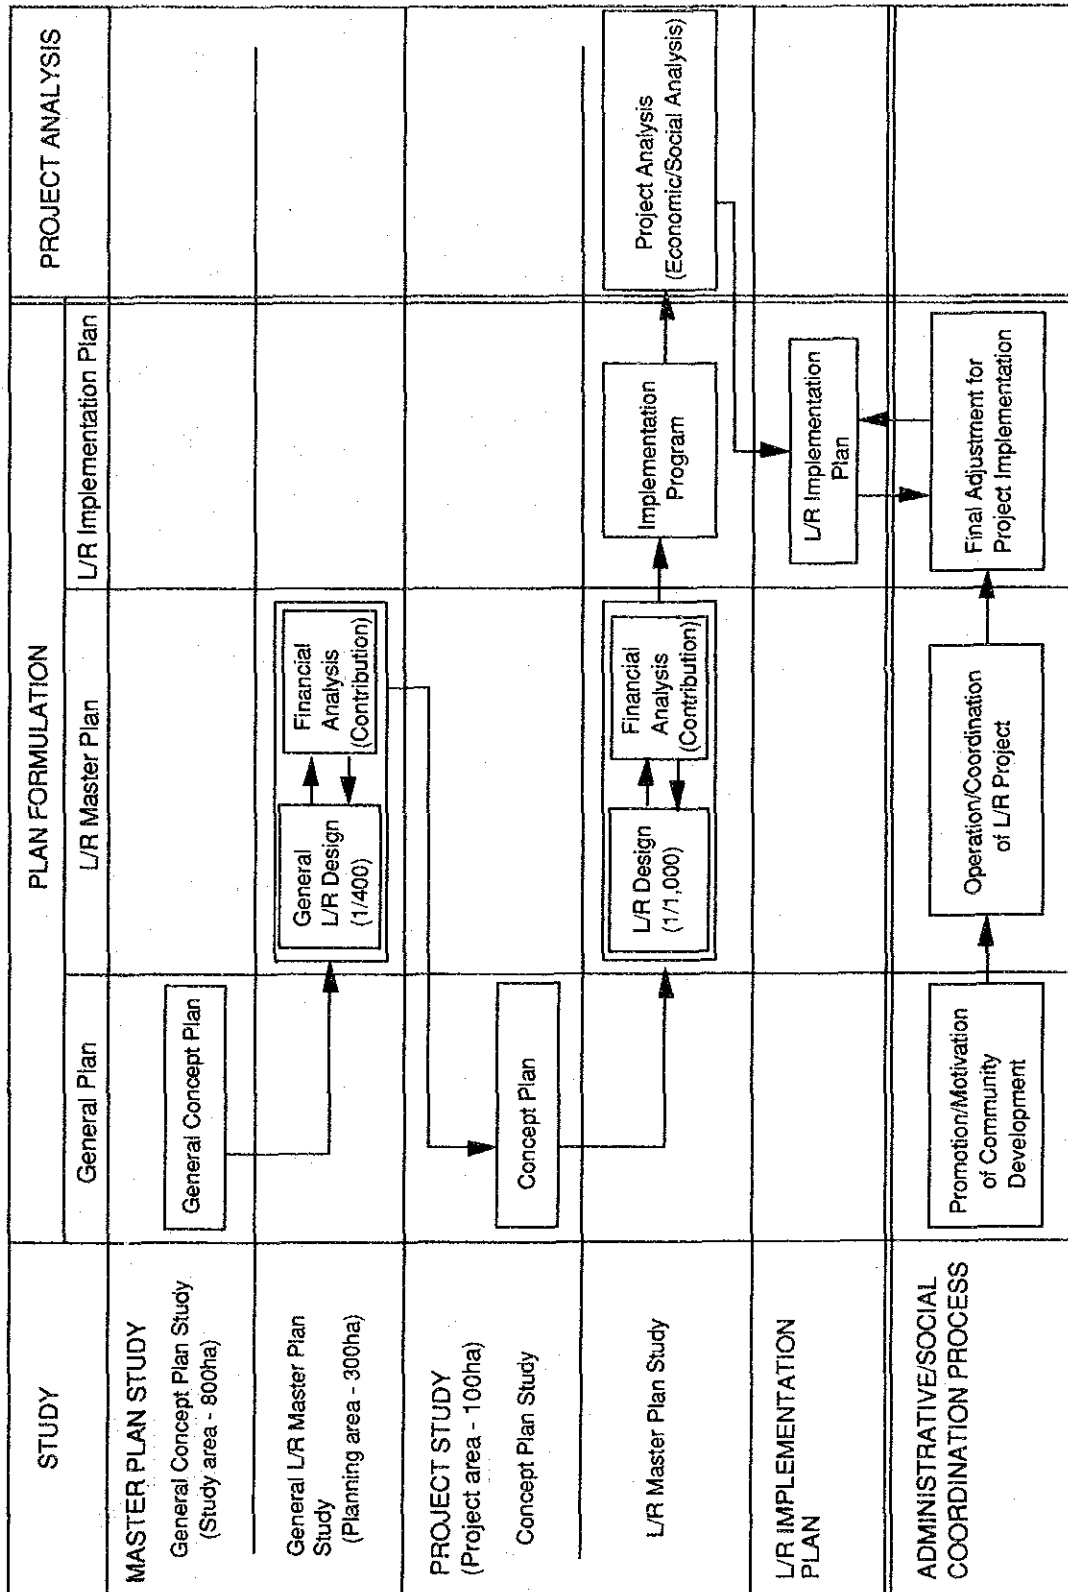 STUDY
PLAN FORMULATION
PROJECT ANALYSIS
General Plan
L/R Master Plan
L/R Implementation Plan
MASTER PLAN STUDY
General Concept Plan Study
(Study area - 800ha)
General Concept Plan
General L/R Master Plan
Study
(Planning area - 300ha)
General
L/R Design
(1/400)
Financial
Analysis
(Contribution)
PROJECT STUDY
(Project area - 100ha)
Concept Plan Study
Concept Plan
L/R Master Plan Study
L/R Design
(1/1,000)
Financial
Analysis
(Contribution)
Implementation
Program
Project Analysis
(Economic/Social Analysis)
L/R IMPLEMENTATION
PLAN
L/R Implementation
Plan
ADMINISTRATIVE/SOCIAL
COORDINATION PROCESS
Promotion/Motivation
of Community
Development
Operation/Coordination
of L/R Project
Final Adjustment for
Project Implementation